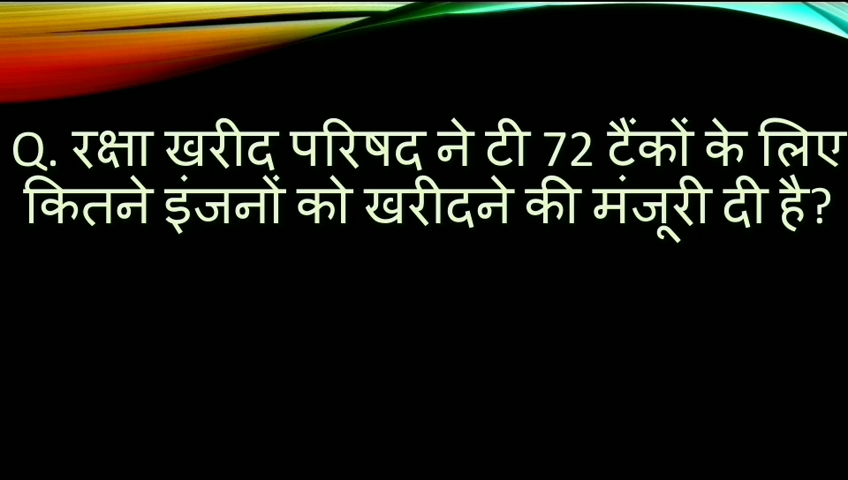 Q. रक्षा खरीद परिषद ने टी 72 टैंकों के लिए
कितने इंजनों को खरीदने की मंजूरी दी है?